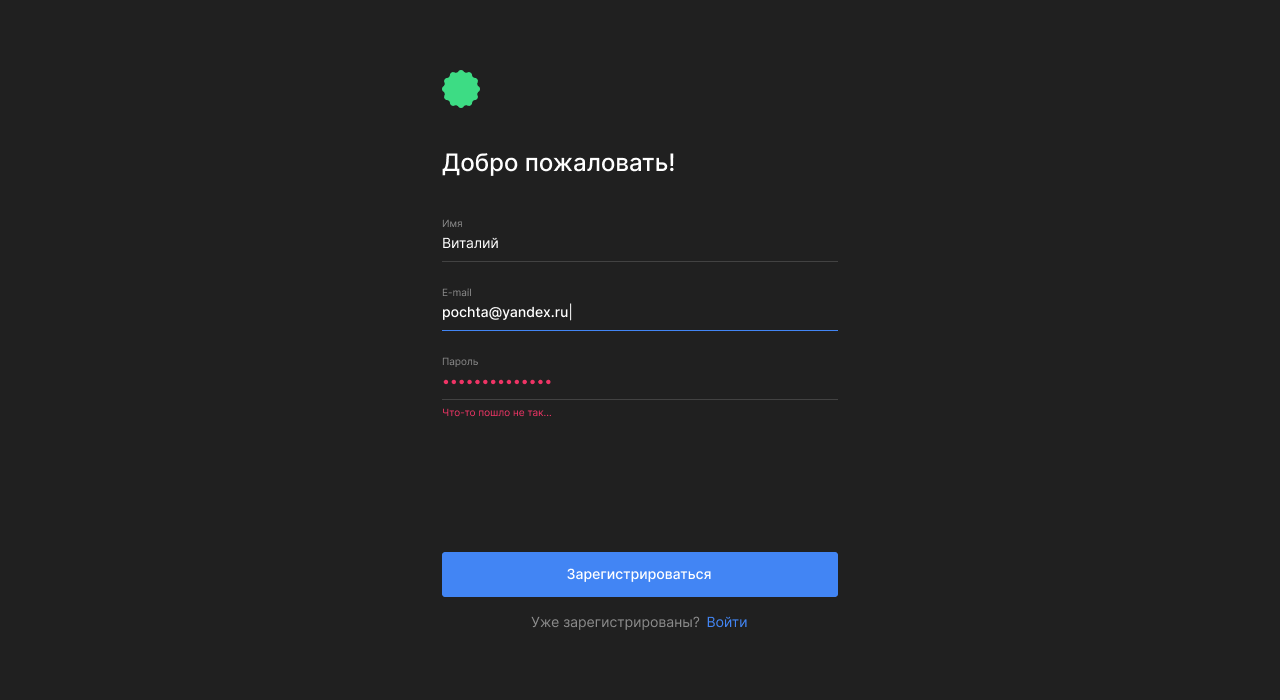 Добро пожаловать!
Имя
Виталий
E-mail
pochta@yandex.ru
Пароль
••••••••••••••
Что-то пошло не так...
Зарегистрироваться
Уже зарегистрированы? Войти